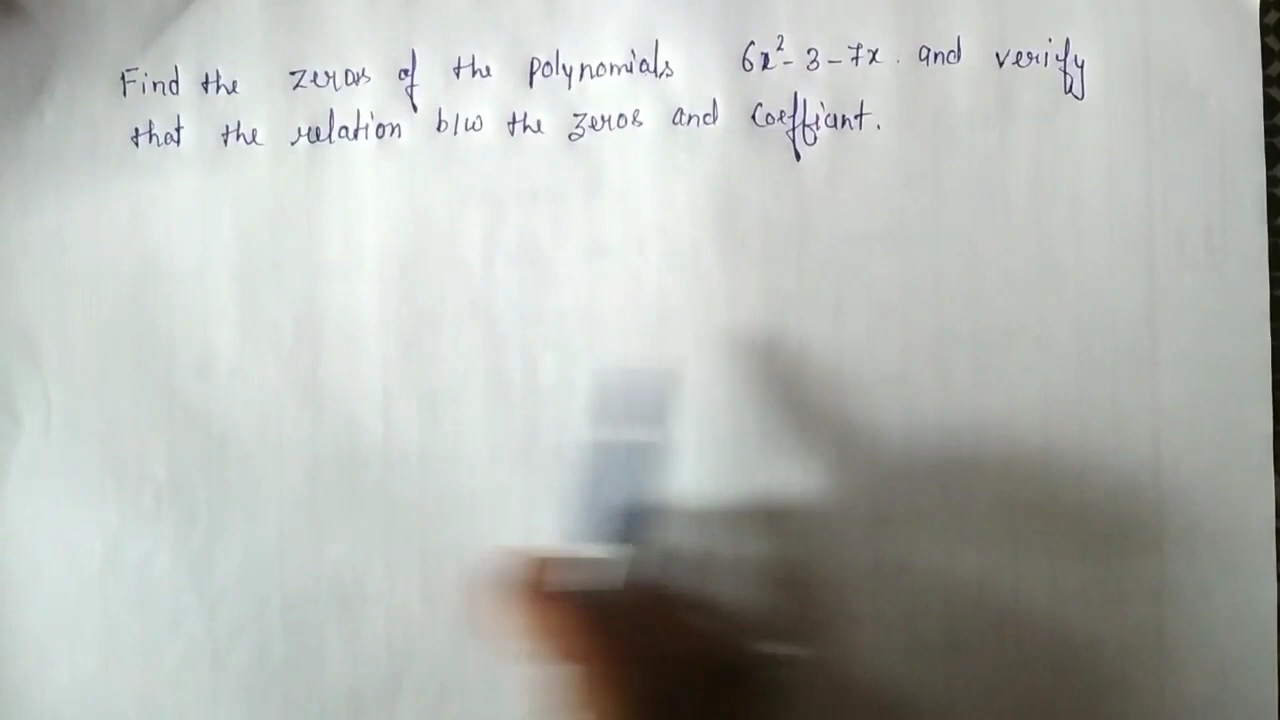 Find the zeros of the polynomials 6x²- 3 - 7x. and verify
that the relation b/w the zeros and Coeffiant.